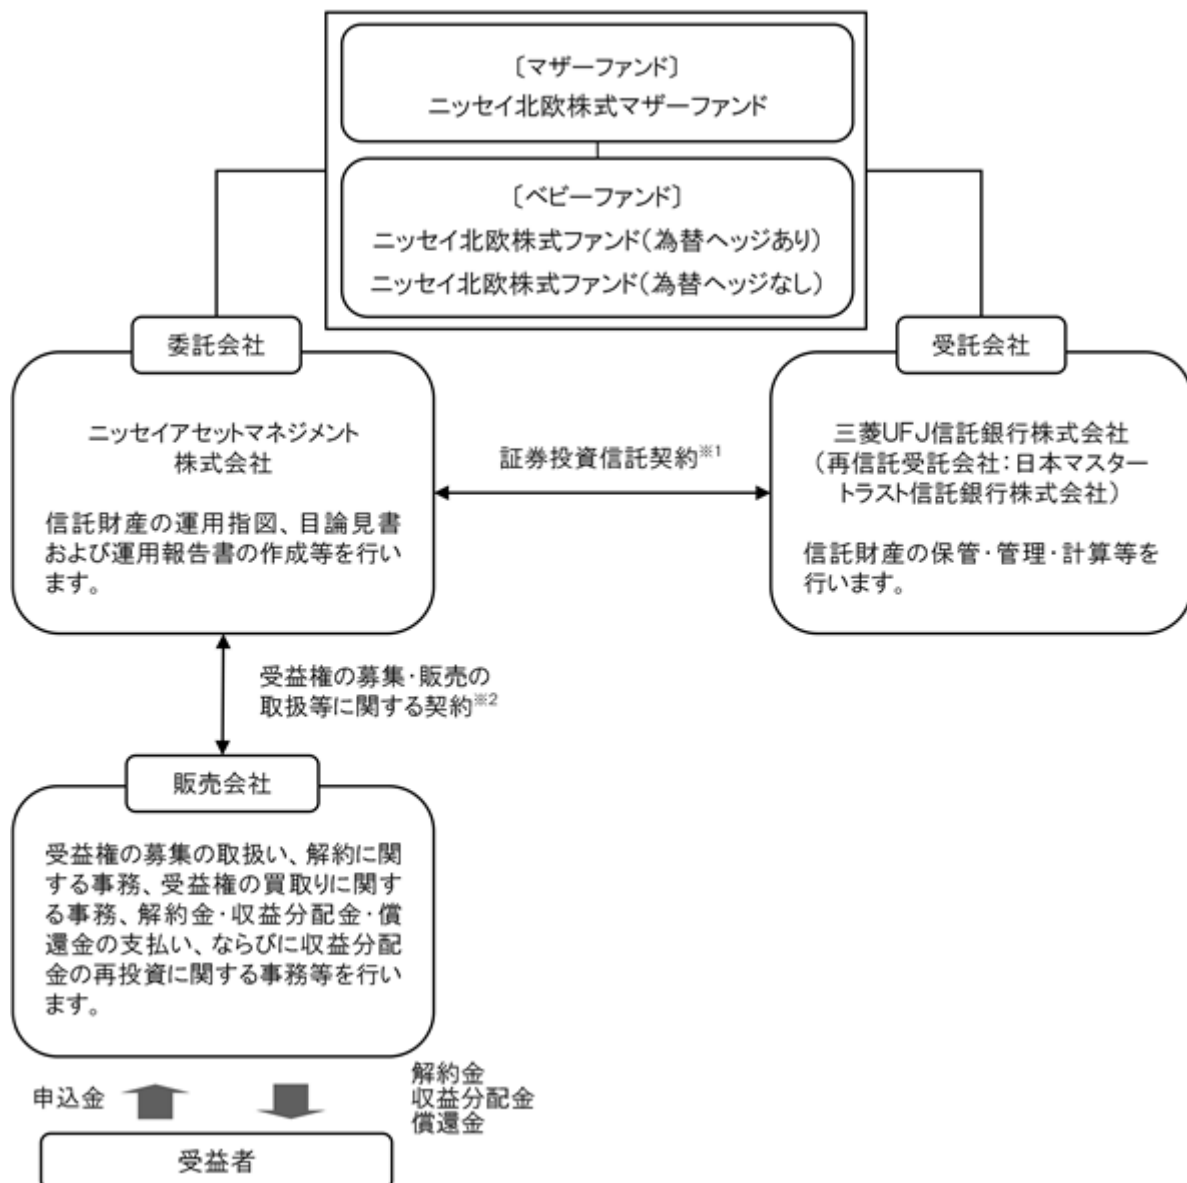 〔マザーファンド〕
ニッセイ北欧株式マザーファンド
〔ベビーファンド〕
ニッセイ北欧株式ファンド(為替ヘッジあり)
ニッセイ北欧株式ファンド(為替ヘッジなし)
委託会社
ニッセイアセットマネジメント
株式会社
信託財産の運用指図、目論見書
および運用報告書の作成等を行い
ます。
証券投資信託契約※1
受託会社
三菱UFJ信託銀行株式会社
(再信託受託会社:日本マスター
トラスト信託銀行株式会社)
信託財産の保管・管理・計算等を
行います。
受益権の募集・販売の
取扱等に関する契約※2
販売会社
受益権の募集の取扱い、解約に関
する事務、受益権の買取りに関す
る事務、解約金・収益分配金・償
還金の支払い、ならびに収益分配
金の再投資に関する事務等を行い
ます。
申込金
解約金
収益分配金
償還金
受益者